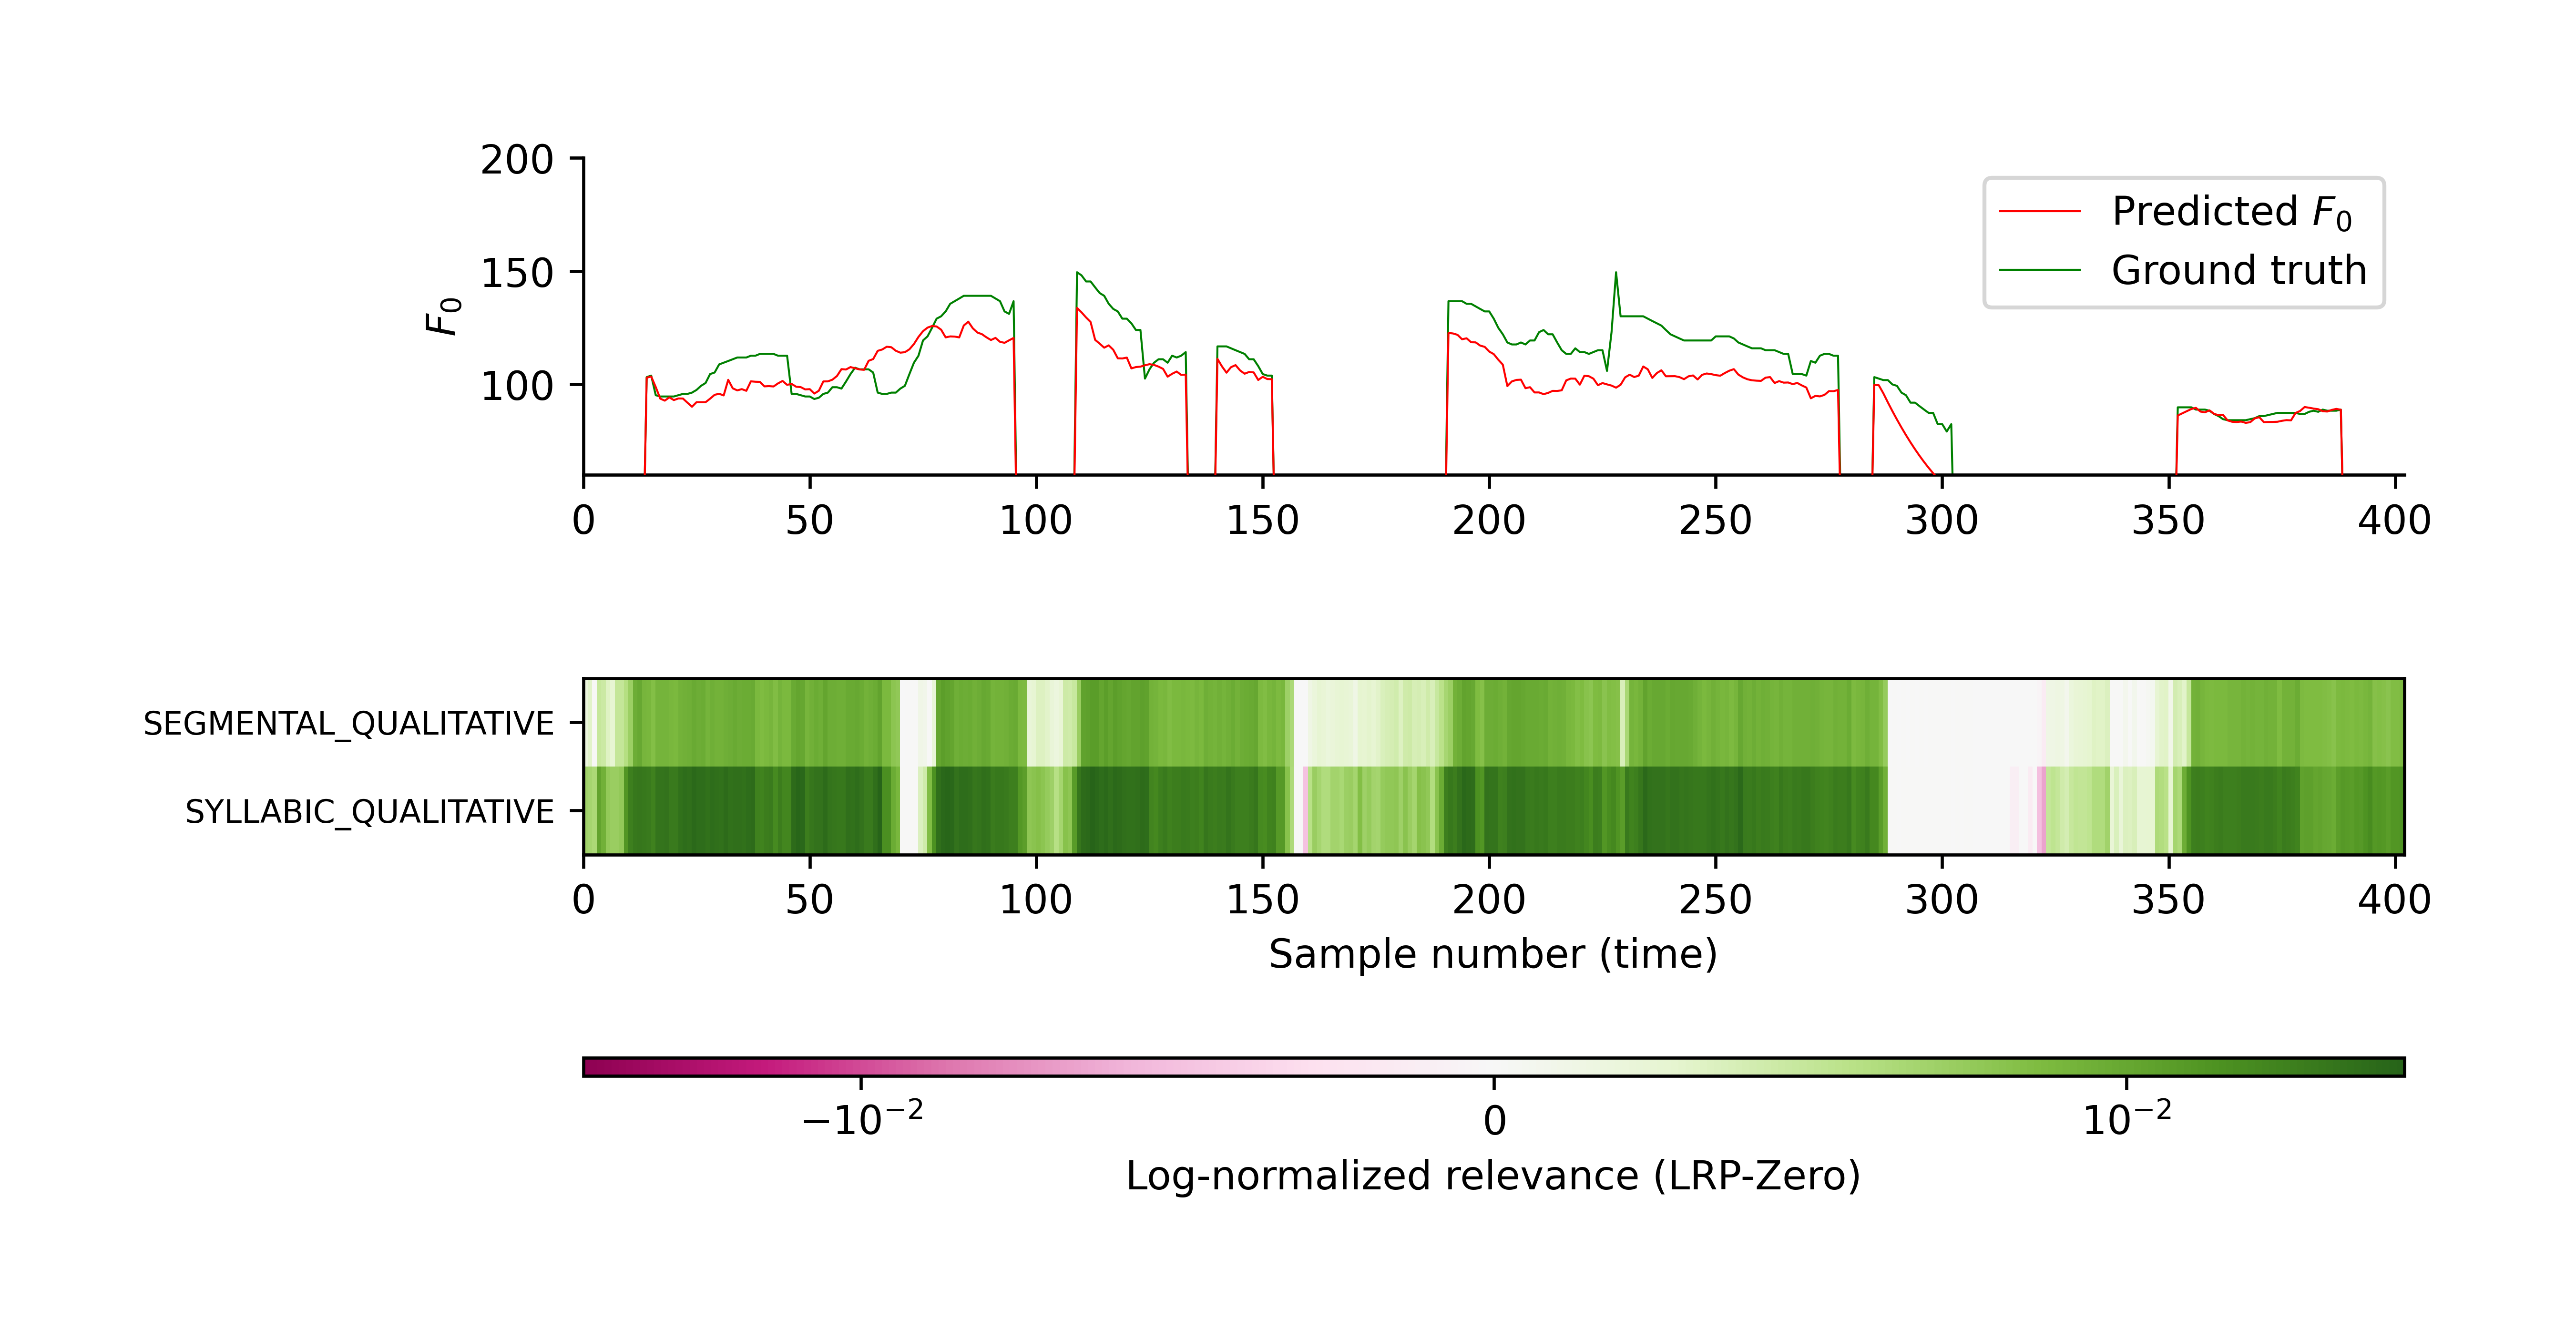 200
150
100
F0
Predicted F0
Ground truth
0 50 100 150 200 250 300 350 400
SEGMENTAL_QUALITATIVE
SYLLABIC_QUALITATIVE
0 50 100 150 200 250 300 350 400
Sample number (time)
−10−2 0 10−2
Log-normalized relevance (LRP-Zero)